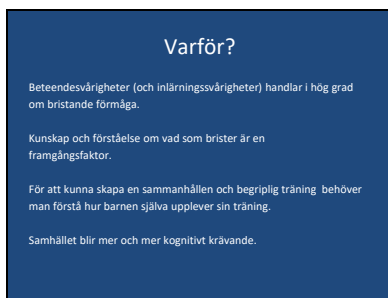 Varför?
Beteendesvårigheter (och inlärningssvårigheter) handlar i hög grad
om bristande förmåga.
Kunskap och förståelse om vad som brister är en
framgångsfaktor.
För att kunna skapa en sammanhållen och begriplig träning behöver
man förstå hur barnen själva upplever sin träning.
Samhället blir mer och mer kognitivt krävande.